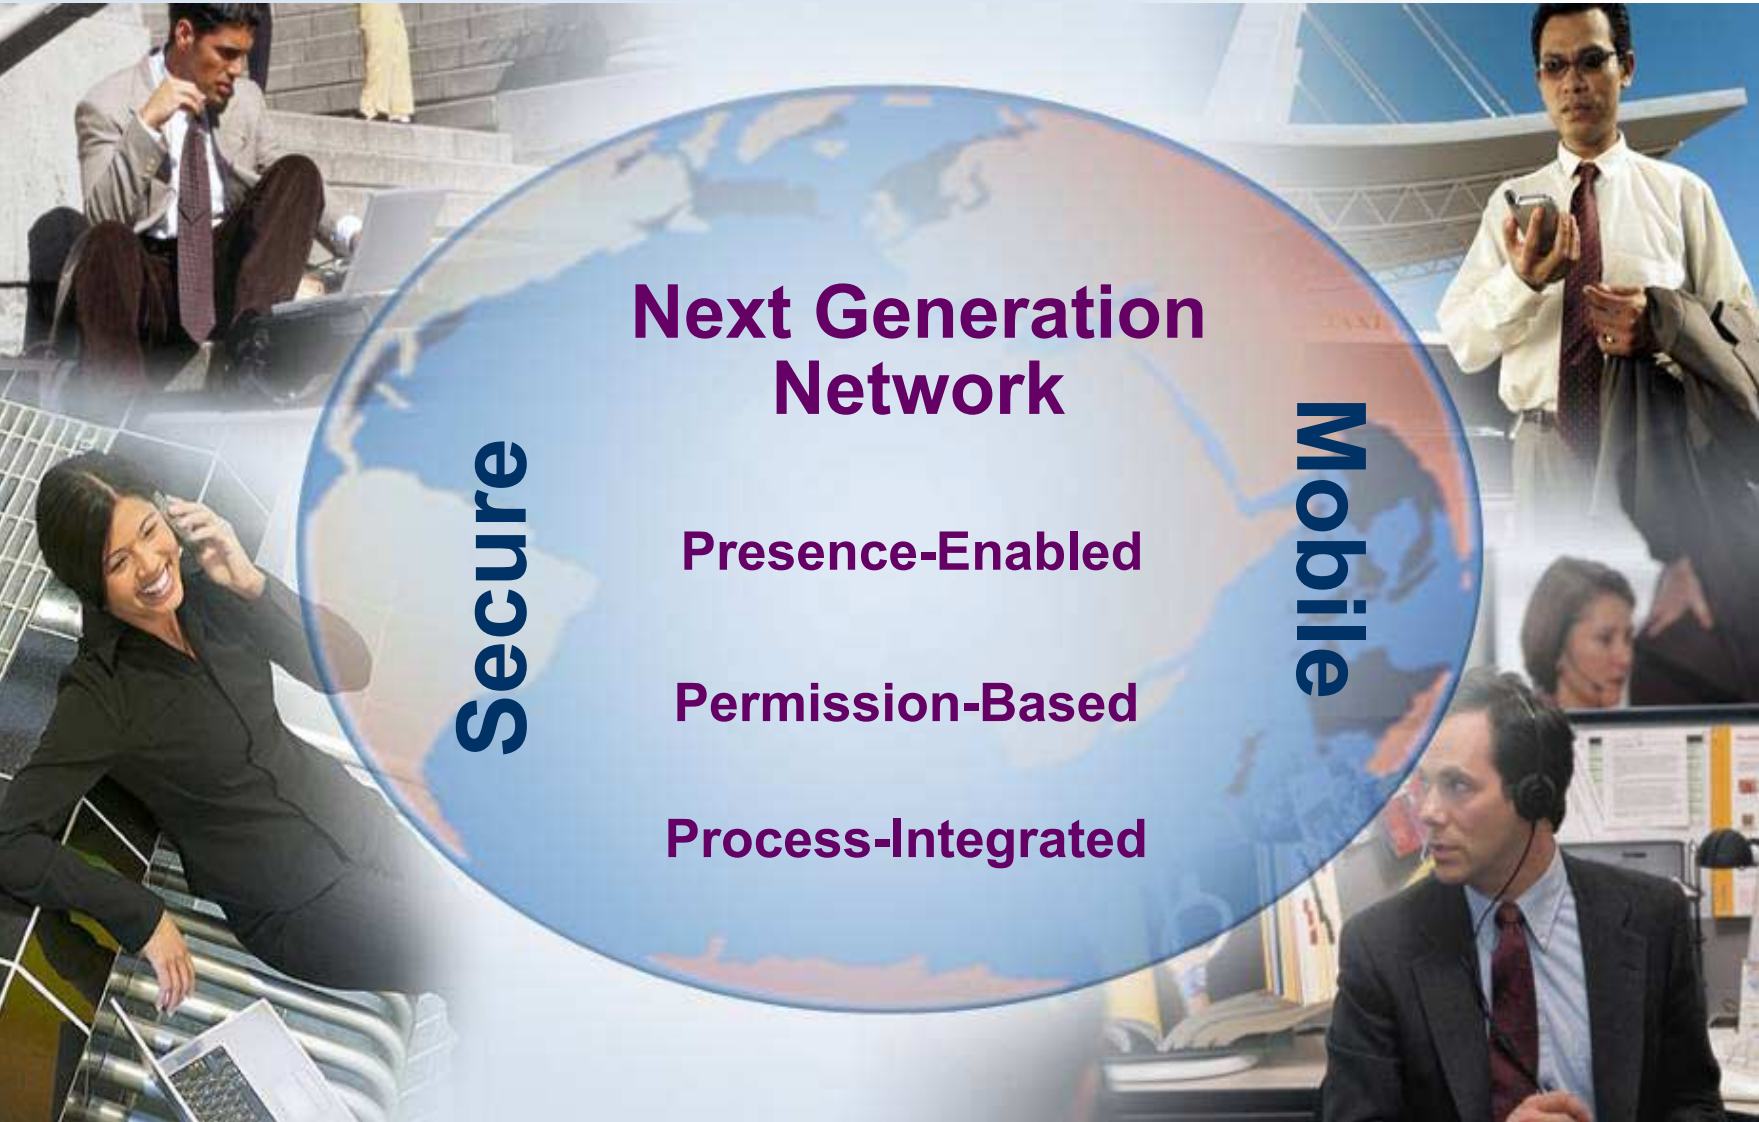 Next Generation
Network
Secure
Mobile
Presence-Enabled
Permission-Based
Process-Integrated